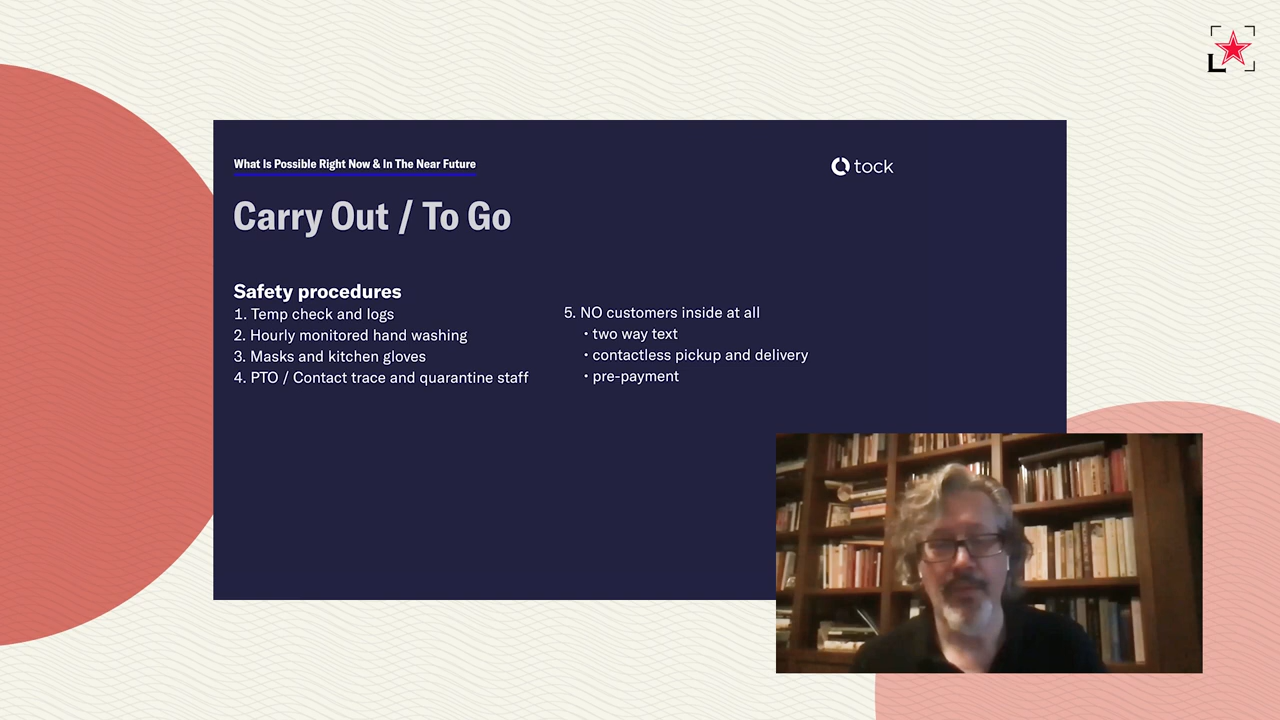 What Is Possible Right Now & In The Near Future
tock
Carry Out / To Go
Safety procedures
1. Temp check and logs
2. Hourly monitored hand washing
3. Masks and kitchen gloves
4. PTO / Contact trace and quarantine staff
5. NO customers inside at all
• two way text
• contactless pickup and delivery
• pre-payment
L